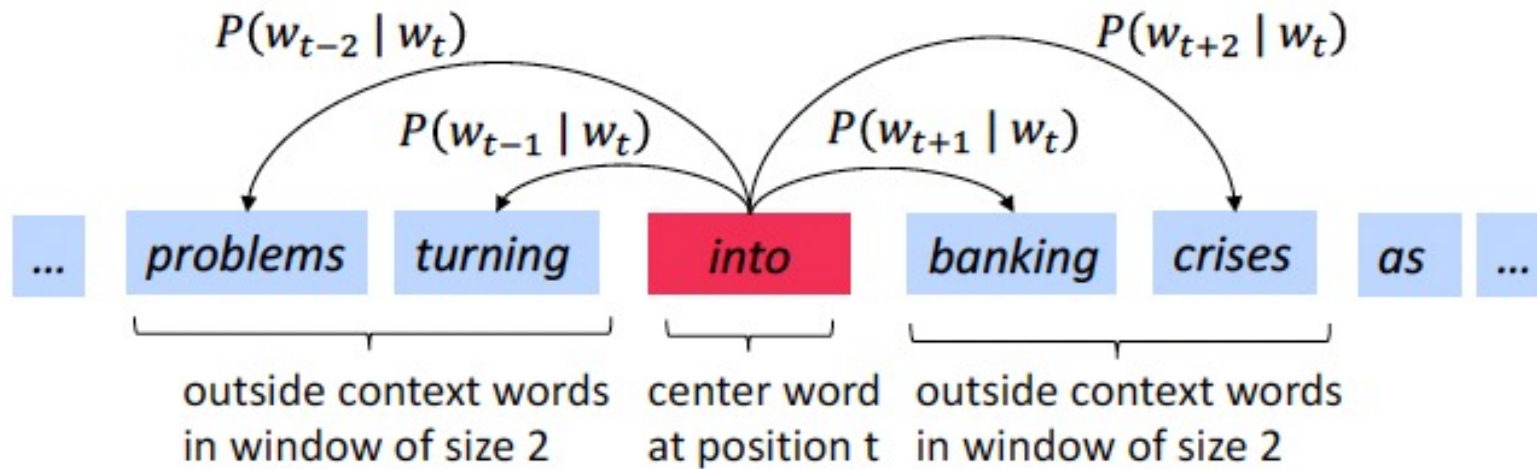 P(w_{t−2} | w_t) P(w_{t+2} | w_t)
P(w_{t−1} | w_t) P(w_{t+1} | w_t)
... problems turning into banking crises as ...
outside context words center word outside context words
in window of size 2 at position t in window of size 2